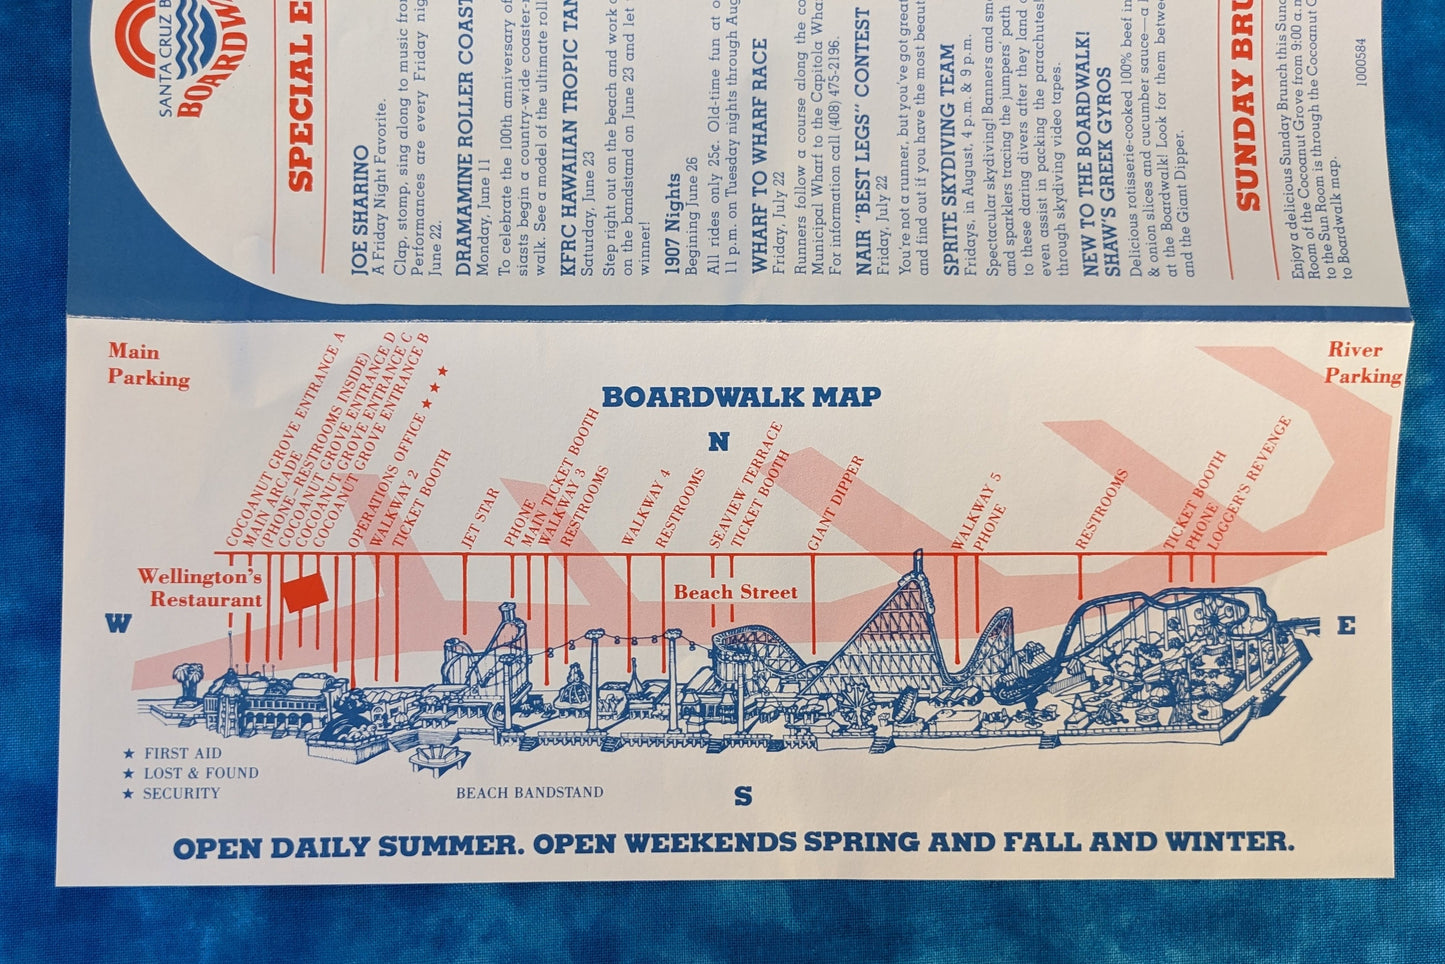 SANTA CRUZ B
BOARDW
SPECIAL E
JOE SHARINO
A Friday Night Favorite.
Clap, stomp, sing along to music from
Performances are every Friday nig
June 22.
DRAMAMINE ROLLER COAST
Monday, June 11
To celebrate the 100th anniversary of
siasts begin a country-wide coaster-
walk. See a model of the ultimate roll
KFRC HAWAIIAN TROPIC TAN
Saturday, June 23
Step right out on the beach and work o
on the bandstand on June 23 and let
winner!
1907 Nights
Beginning June 26
All rides only 25¢. Old-time fun at o
11 p.m. on Tuesday nights through Aug
WHARF TO WHARF RACE
Friday, July 22
Runners follow a course along the co
Municipal Wharf to the Capitola Wha
For information call (408) 475-2196.
NAIR "BEST LEGS" CONTEST
Friday, July 22
You're not a runner, but you've got great
and find out if you have the most beaut
SPRITE SKYDIVING TEAM
Fridays, in August, 4 p.m. & 9 p.m.
Spectacular skydiving! Banners and smo
and sparklers tracing the jumpers' path
to these daring divers after they land o
even assist in packing the parachutes
through skydiving video tapes.
NEW TO THE BOARDWALK!
SHAW'S GREEK GYROS
Delicious rotisserie-cooked 100% beef in
& onion slices and cucumber sauce—a
at the Boardwalk! Look for them betwe
and the Giant Dipper.
SUNDAY BRU
Enjoy a delicious Sunday Brunch this Sun
Room of the Cocoanut Grove from 9:00 a.
to the Sun Room is through the Cocoanut G
to Boardwalk map.
1000584
Main
Parking
River
Parking
BOARDWALK MAP
N
COCOANUT GROVE ENTRANCE A
MAIN ARCADE
(PHONE–RESTROOMS INSIDE)
COCOANUT GROVE ENTRANCE D
COCOANUT GROVE ENTRANCE C
COCOANUT GROVE ENTRANCE B
OPERATIONS OFFICE ★ ★ ★
WALKWAY 2
TICKET BOOTH
JET STAR
PHONE
MAIN TICKET BOOTH
WALKWAY 3
RESTROOMS
WALKWAY 4
RESTROOMS
SEAVIEW TERRACE
TICKET BOOTH
GIANT DIPPER
WALKWAY 5
PHONE
RESTROOMS
TICKET BOOTH
PHONE
LOGGER'S REVENGE
Wellington's
Restaurant
Beach Street
W
E
★ FIRST AID
★ LOST & FOUND
★ SECURITY
BEACH BANDSTAND
S
OPEN DAILY SUMMER. OPEN WEEKENDS SPRING AND FALL AND WINTER.